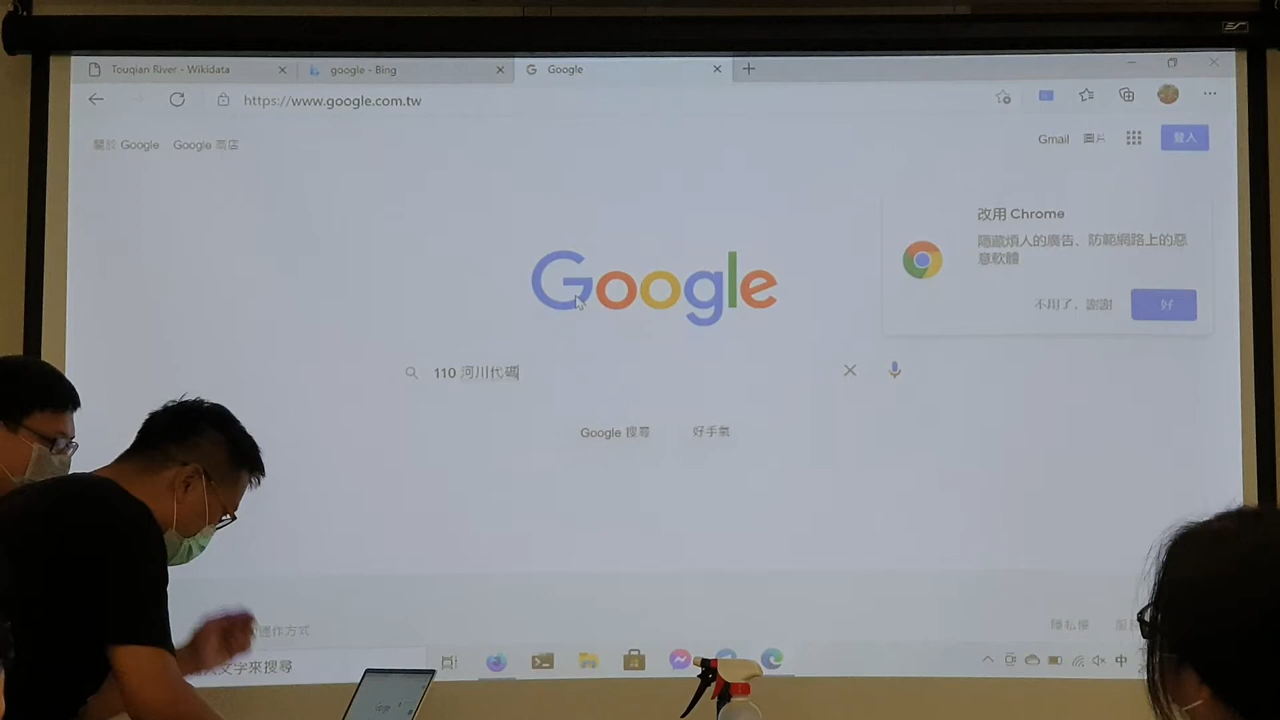 Touqian River - Wikidata
google - Bing
Google
https://www.google.com.tw
關於 Google Google 商店
Gmail 圖片 登入
改用 Chrome
隱藏煩人的廣告、防範網路上的惡
意軟體
不用了，謝謝 好
Google
110 河川代碼
Google 搜尋 好手氣
運作方式
隱私權 服
文字來搜尋
中